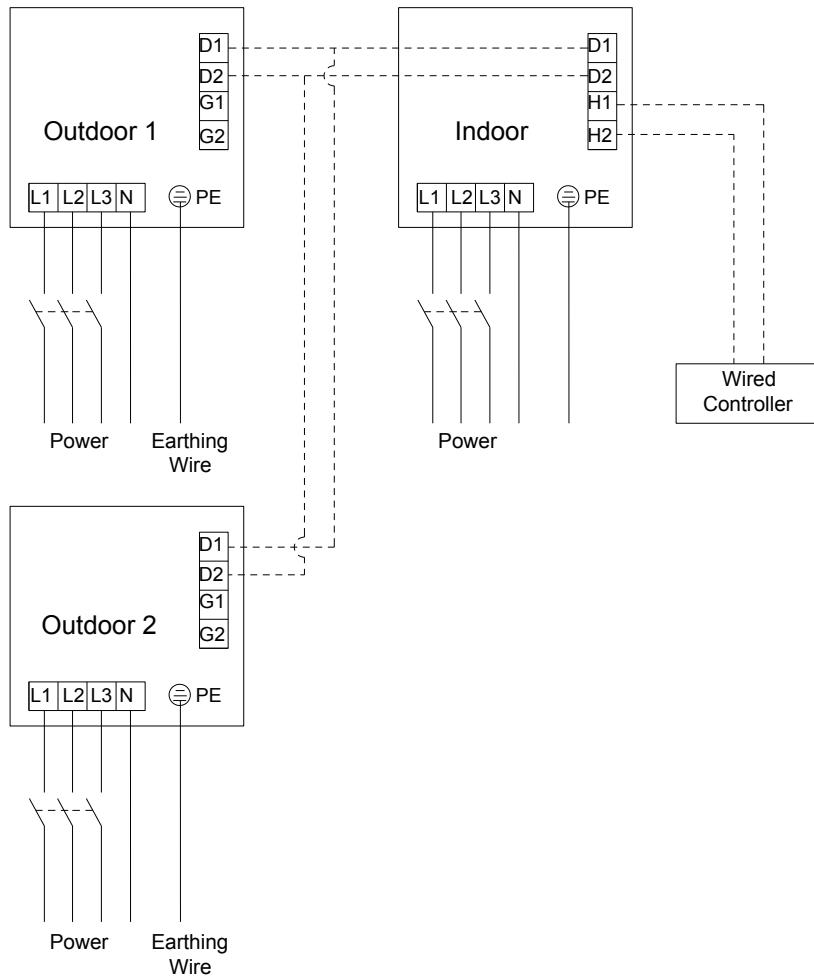 D1
D2
G1
G2
Outdoor 1
L1 L2 L3 N
PE
Power
Earthing
Wire
D1
D2
H1
H2
Indoor
L1 L2 L3 N
PE
Power
Wired
Controller
D1
D2
G1
G2
Outdoor 2
L1 L2 L3 N
PE
Power
Earthing
Wire